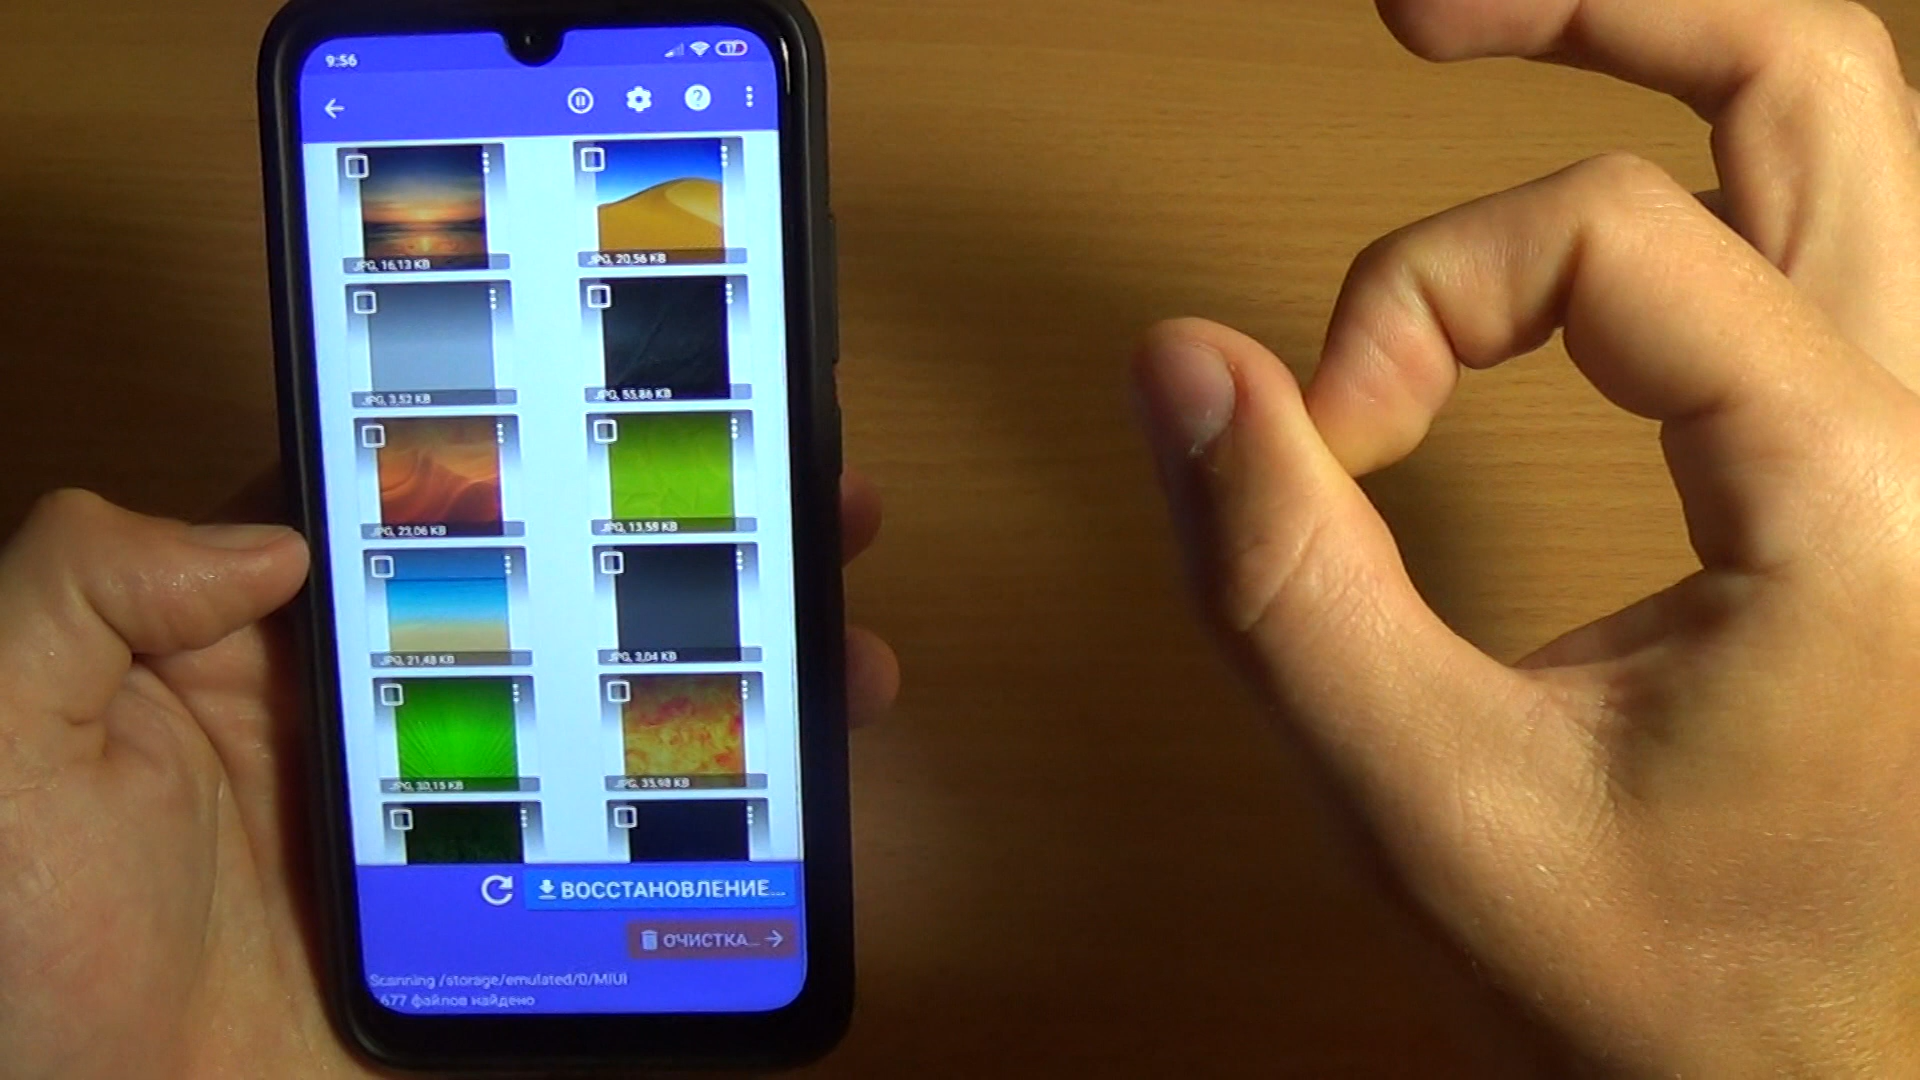 9:56
17
JPG, 16,13 KB
JPG, 20,56 KB
JPG, 3,52 KB
JPG, 55,86 KB
JPG, 23,06 KB
JPG, 13,59 KB
JPG, 21,48 KB
JPG, 3,04 KB
JPG, 30,15 KB
JPG, 35,98 KB
ВОССТАНОВЛЕНИЕ...
ОЧИСТКА...
Scanning /storage/emulated/0/MIUI
677 файлов найдено